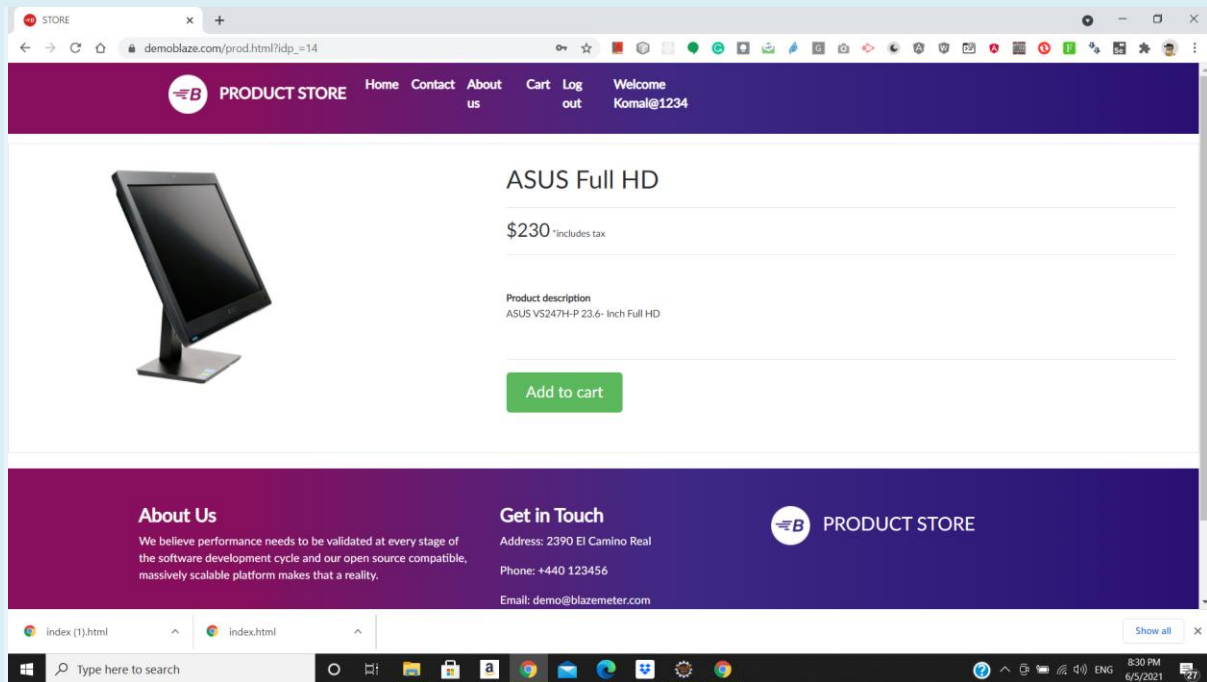 STORE
demoblaze.com/prod.html?idp_=14
PRODUCT STORE
Home Contact About us Cart Log out Welcome Komal@1234
ASUS Full HD
$230 *includes tax
Product description
ASUS VS247H-P 23.6- Inch Full HD
Add to cart
About Us
We believe performance needs to be validated at every stage of
the software development cycle and our open source compatible,
massively scalable platform makes that a reality.
Get in Touch
Address: 2390 El Camino Real
Phone: +440 123456
Email: demo@blazemeter.com
B PRODUCT STORE
index (1).html
index.html
Show all
Type here to search
ENG
8:30 PM
6/5/2021
27